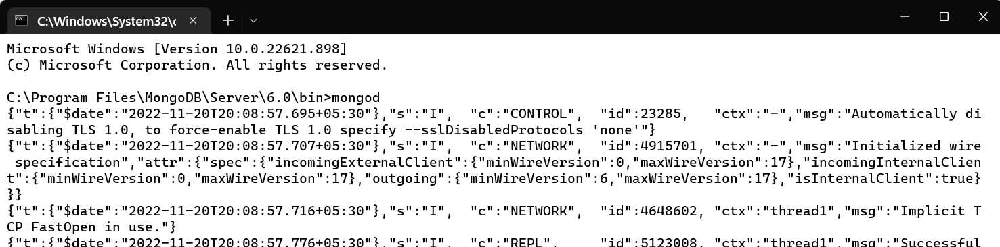 C:\Windows\System32\c
Microsoft Windows [Version 10.0.22621.898]
(c) Microsoft Corporation. All rights reserved.
C:\Program Files\MongoDB\Server\6.0\bin>mongod
{"t":{"$date":"2022-11-20T20:08:57.695+05:30"},"s":"I",  "c":"CONTROL",  "id":23285,   "ctx":"-","msg":"Automatically di
sabling TLS 1.0, to force-enable TLS 1.0 specify --sslDisabledProtocols 'none'"}
{"t":{"$date":"2022-11-20T20:08:57.707+05:30"},"s":"I",  "c":"NETWORK",  "id":4915701, "ctx":"-","msg":"Initialized wire
 specification","attr":{"spec":{"incomingExternalClient":{"minWireVersion":0,"maxWireVersion":17},"incomingInternalClien
t":{"minWireVersion":0,"maxWireVersion":17},"outgoing":{"minWireVersion":6,"maxWireVersion":17},"isInternalClient":true}
}}
{"t":{"$date":"2022-11-20T20:08:57.716+05:30"},"s":"I",  "c":"NETWORK",  "id":4648602, "ctx":"thread1","msg":"Implicit T
CP FastOpen in use."}
{"t":{"$date":"2022-11-20T20:08:57.776+05:30"},"s":"I",  "c":"REPL",     "id":5123008, "ctx":"thread1","msg":"Successful